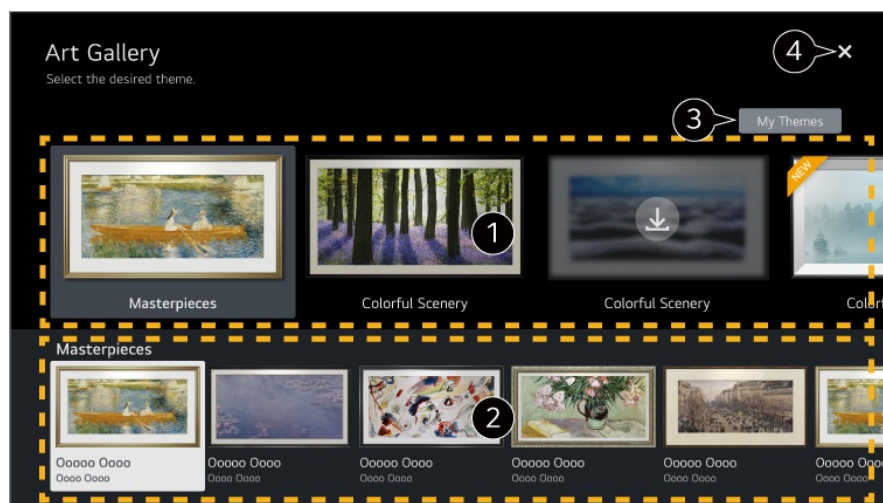 Art Gallery
Select the desired theme.
4
3
My Themes
NEW
1
Masterpieces
Colorful Scenery
Colorful Scenery
Masterpieces
2
Ooooo Oooo
Ooooo Oooo
Ooooo Oooo
Ooooo Oooo
Ooooo Oooo
Oooo Oooo
Oooo Oooo
Oooo Oooo
Oooo Oooo
Oooo Oooo
Oooo Oooo